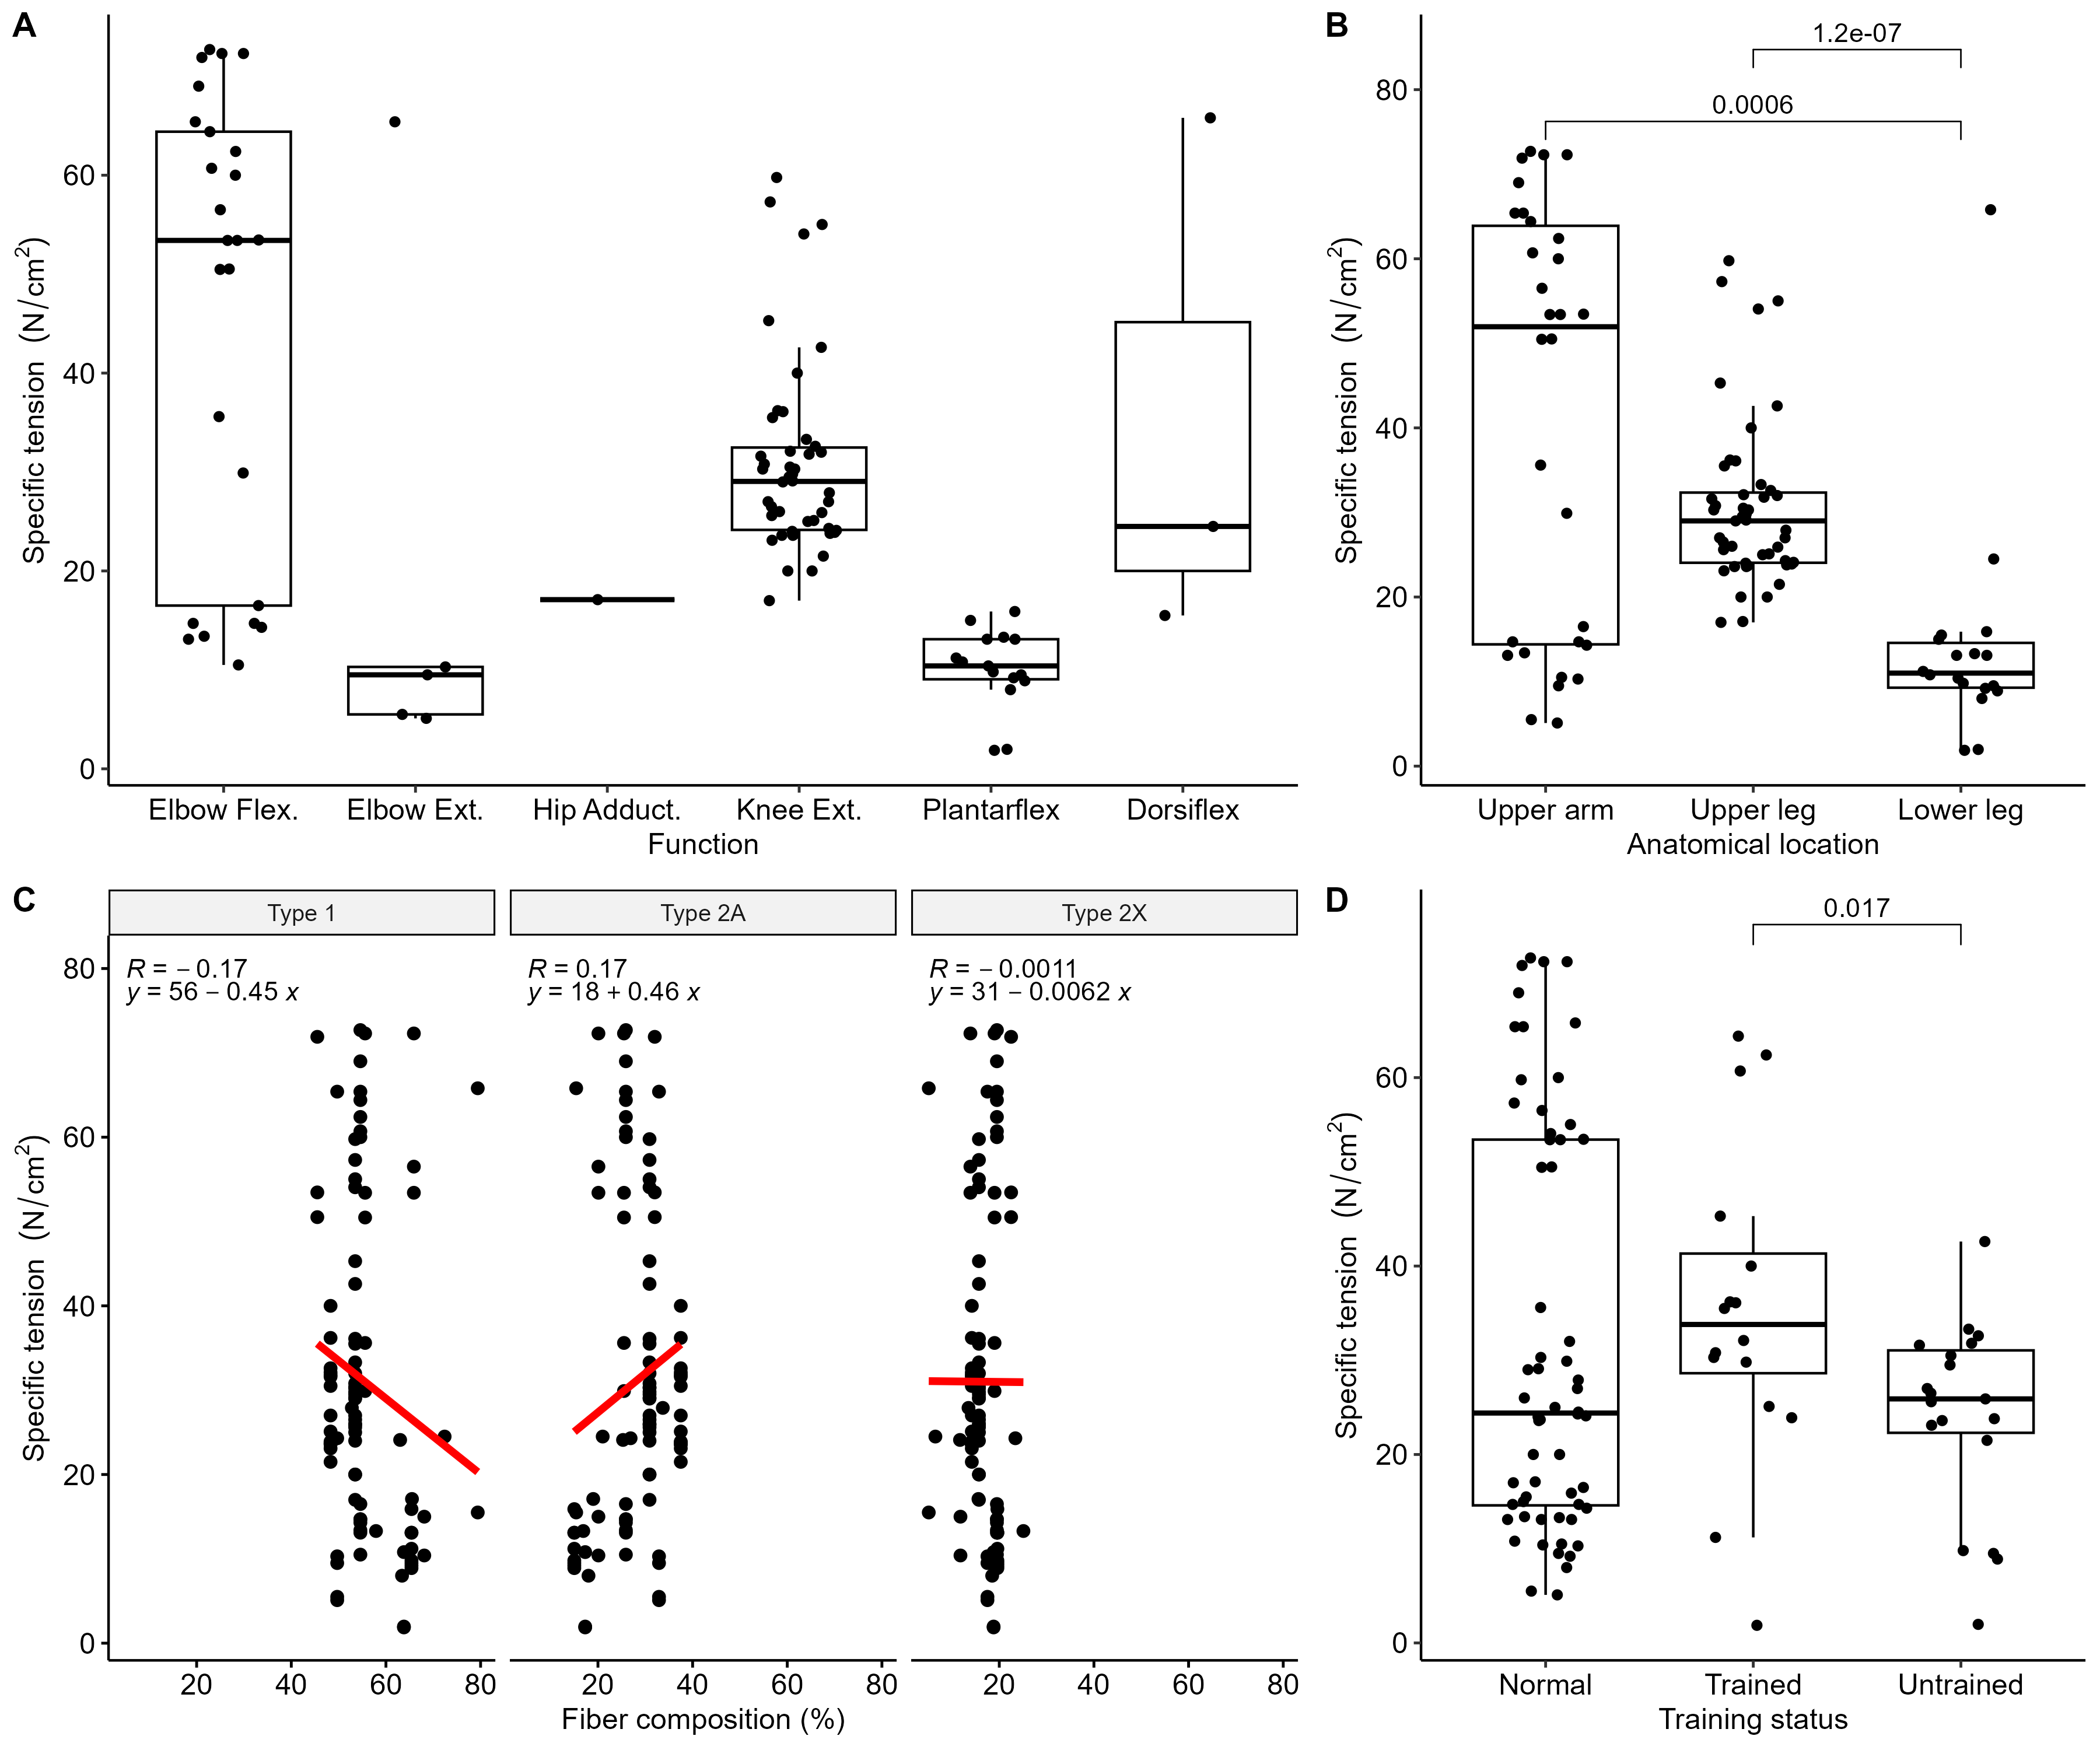 A
Specific tension (N/cm²)
60
40
20
0
Elbow Flex. Elbow Ext. Hip Adduct. Knee Ext. Plantarflex Dorsiflex
Function
B
Specific tension (N/cm²)
1.2e-07
0.0006
80
60
40
20
0
Upper arm Upper leg Lower leg
Anatomical location
C
Type 1 Type 2A Type 2X
R = − 0.17
y = 56 − 0.45 x
R = 0.17
y = 18 + 0.46 x
R = − 0.0011
y = 31 − 0.0062 x
Specific tension (N/cm²)
80
60
40
20
0
20 40 60 80 20 40 60 80 20 40 60 80
Fiber composition (%)
D
0.017
Specific tension (N/cm²)
60
40
20
0
Normal Trained Untrained
Training status